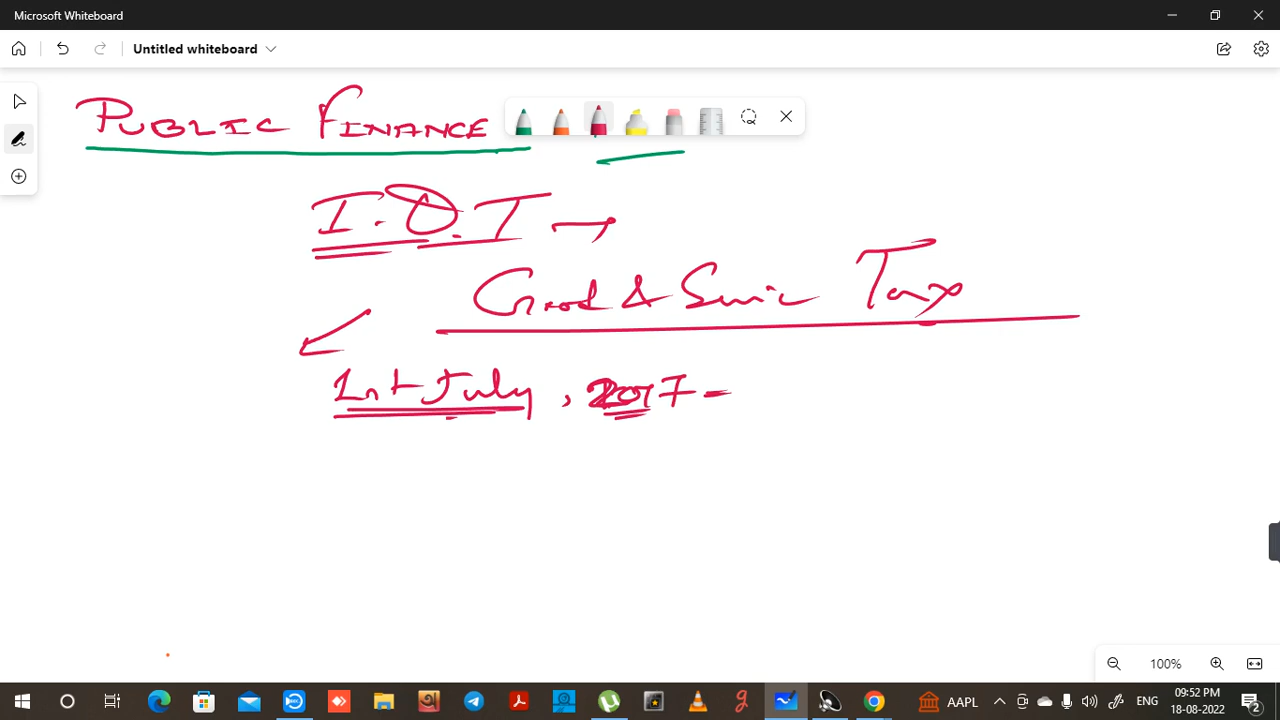 Microsoft Whiteboard
Untitled whiteboard
PUBLIC FINANCE
I.D.T →
Good & Servic Tax
1st July, 2017 -
100%
AAPL
ENG
09:52 PM
18-08-2022
2